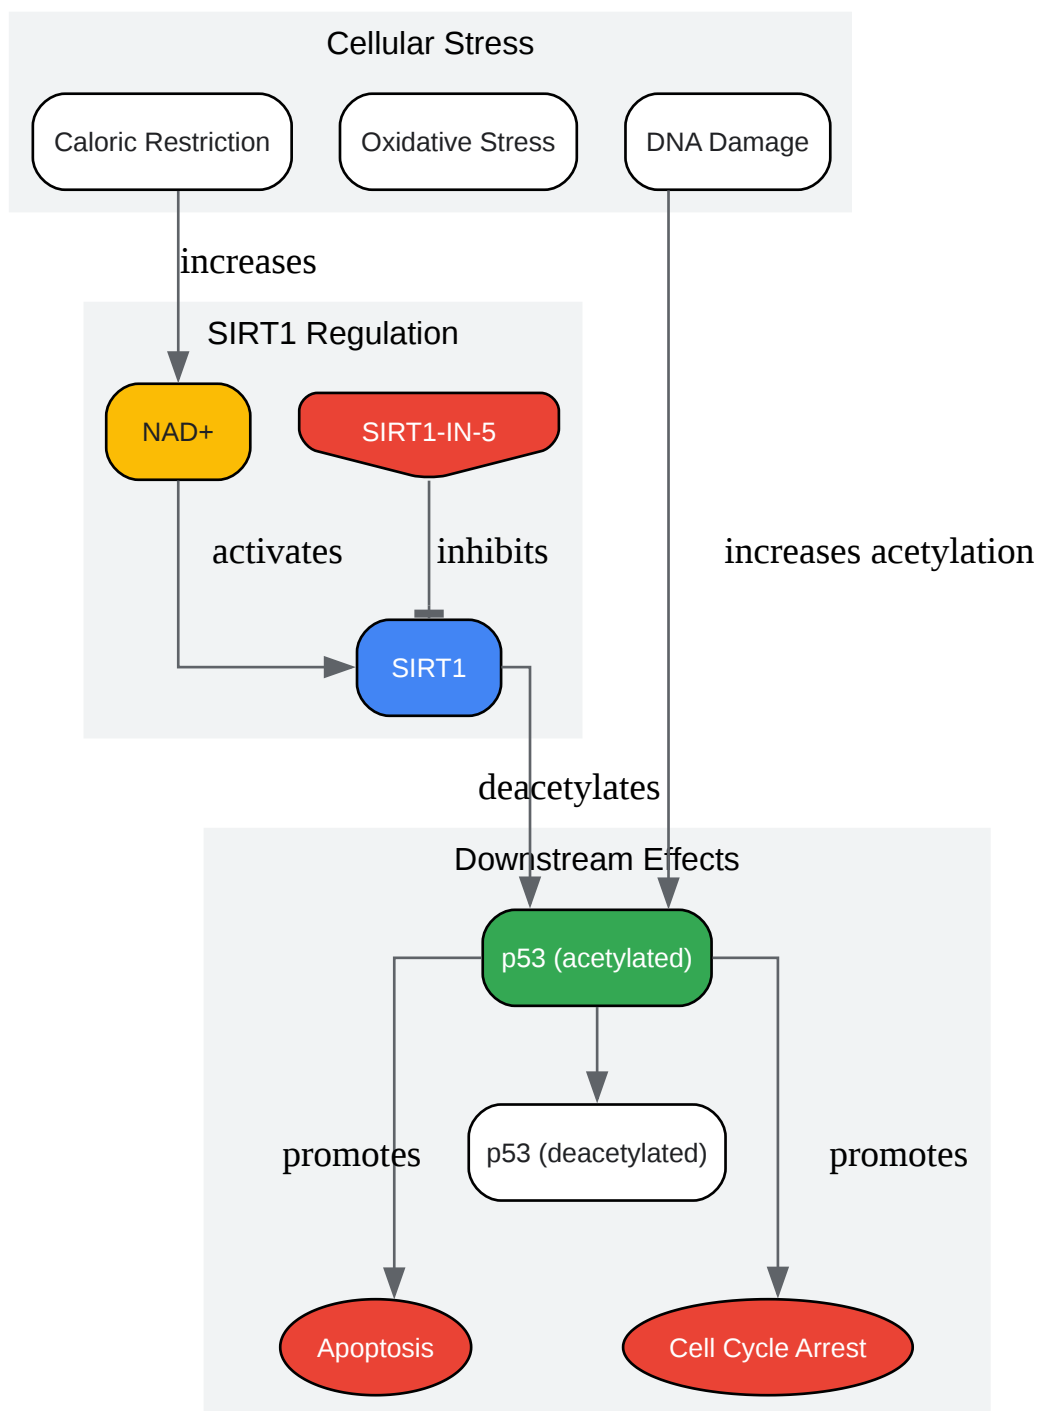 Cellular Stress
Caloric Restriction
Oxidative Stress
DNA Damage
increases
SIRT1 Regulation
NAD+
SIRT1-IN-5
activates
inhibits
increases acetylation
SIRT1
deacetylates
Downstream Effects
p53 (acetylated)
promotes
p53 (deacetylated)
promotes
Apoptosis
Cell Cycle Arrest